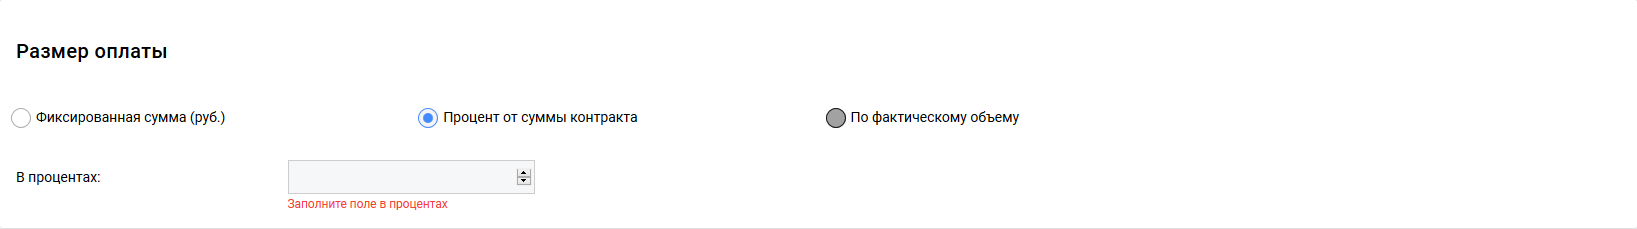 Размер оплаты
Фиксированная сумма (руб.) Процент от суммы контракта По фактическому объему
В процентах:
Заполните поле в процентах